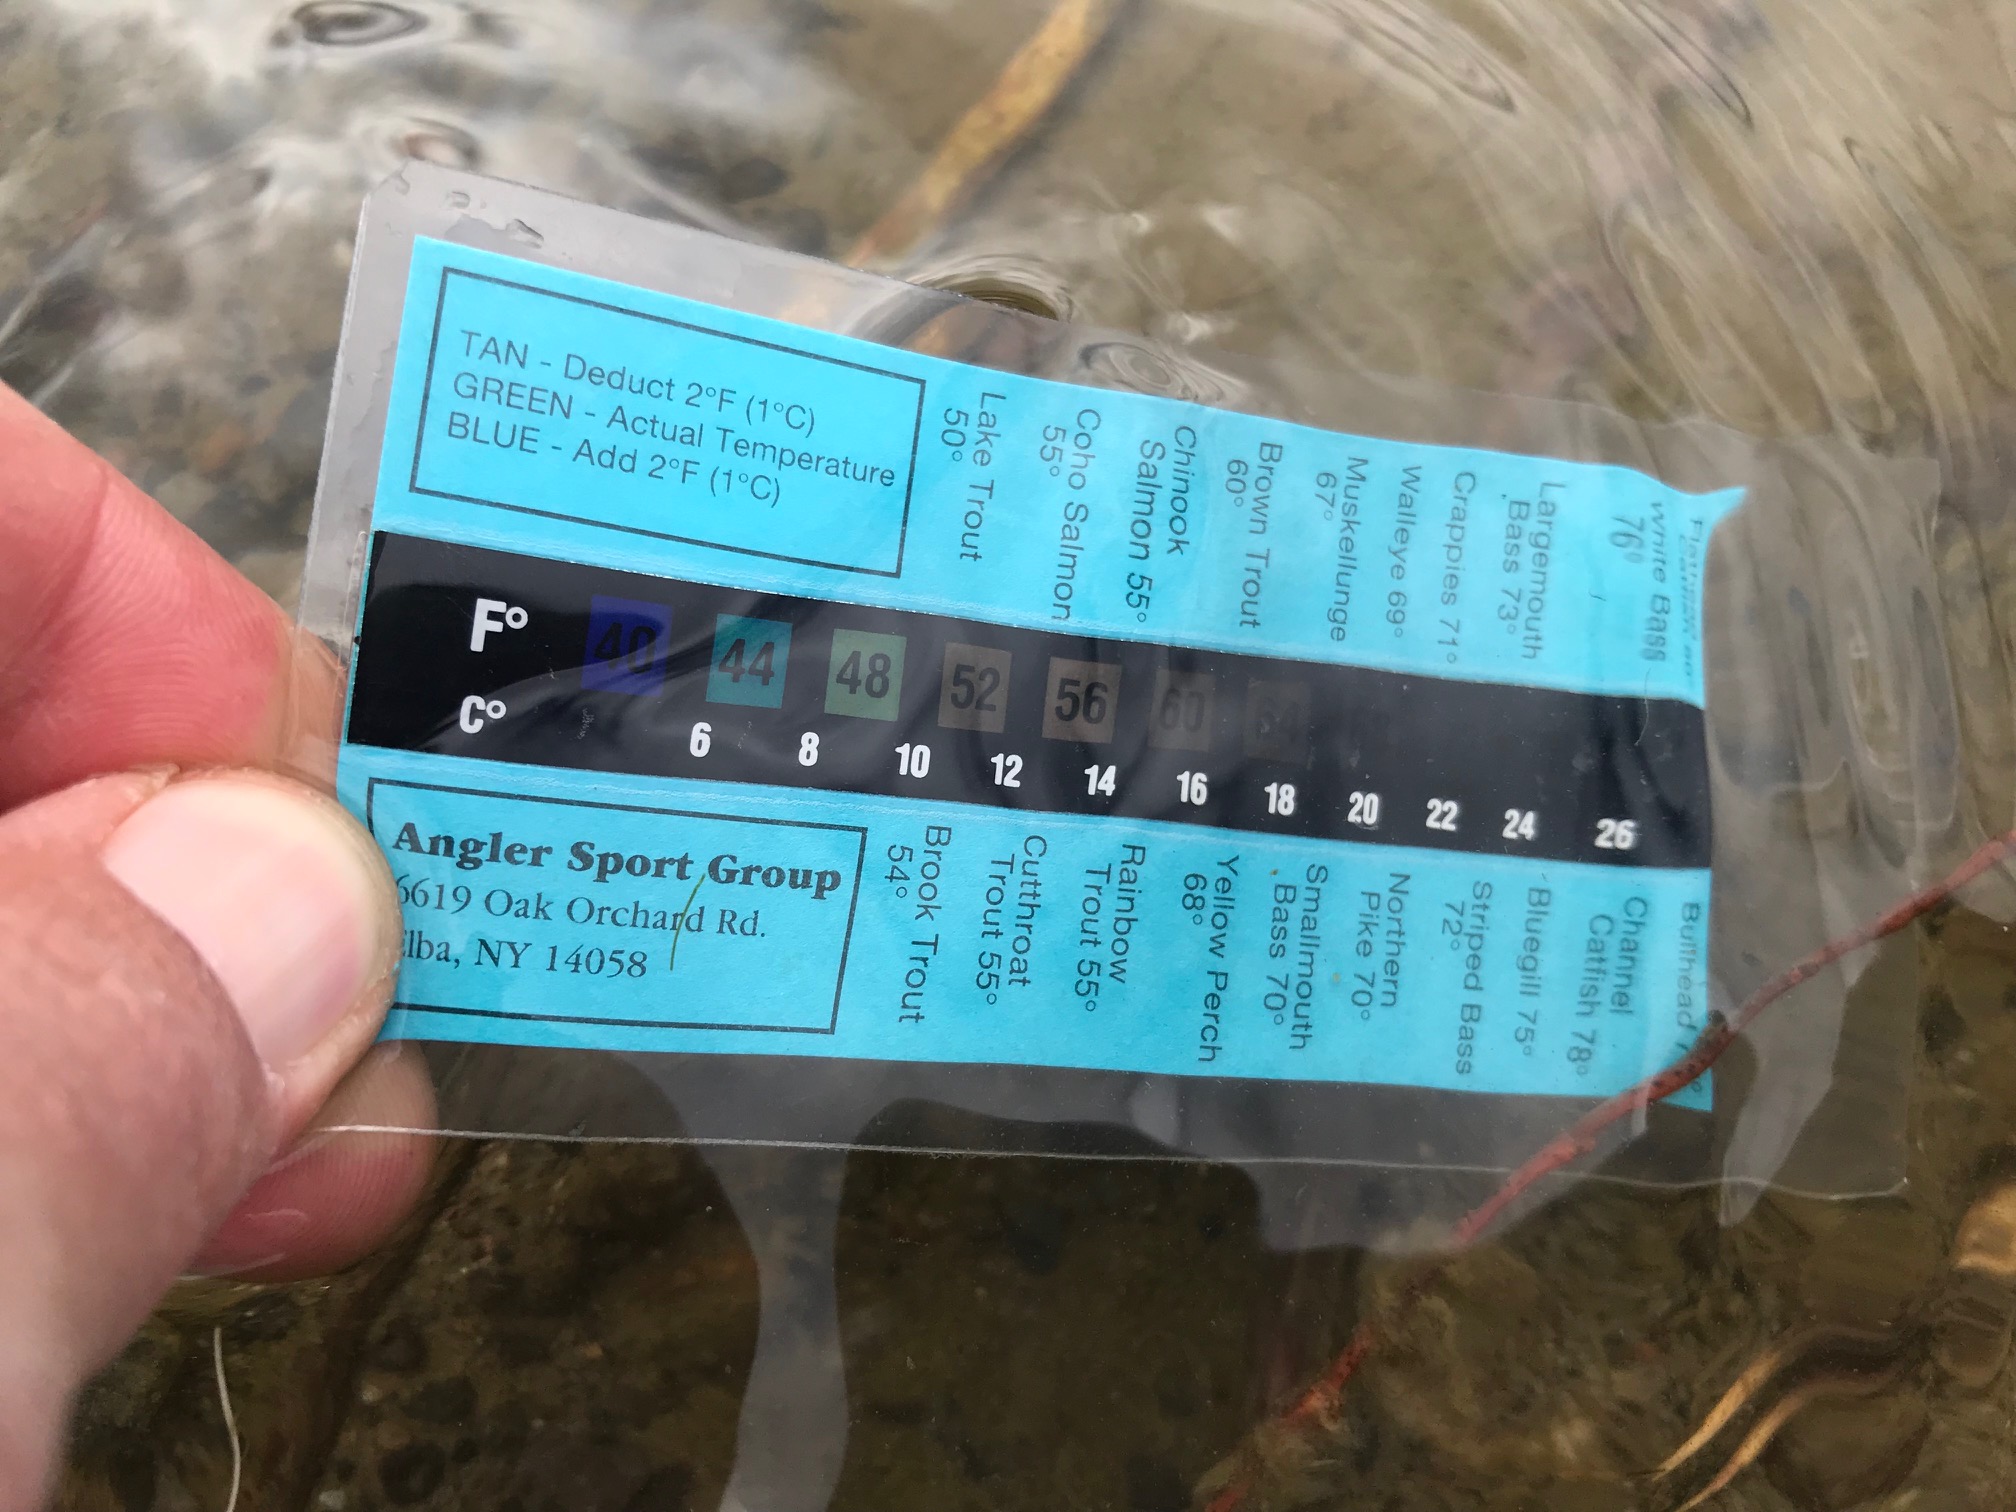 TAN - Deduct 2°F (1°C)
GREEN - Actual Temperature
BLUE - Add 2°F (1°C)
Lake Trout
50°
Coho Salmon
55°
Chinook
Salmon 55°
Brown Trout
60°
Muskellunge
67°
Walleye 69°
Crappies 71°
Largemouth
Bass 73°
White Bass
76°
F° 40 44 48 52 56 60 64
C° 6 8 10 12 14 16 18 20 22 24 26
Angler Sport Group
6619 Oak Orchard Rd.
Elba, NY 14058
Brook Trout
54°
Cutthroat
Trout 55°
Rainbow
Trout 55°
Yellow Perch
68°
Smallmouth
Bass 70°
Northern
Pike 70°
Striped Bass
72°
Bluegill 75°
Channel
Catfish 78°
Bullhead